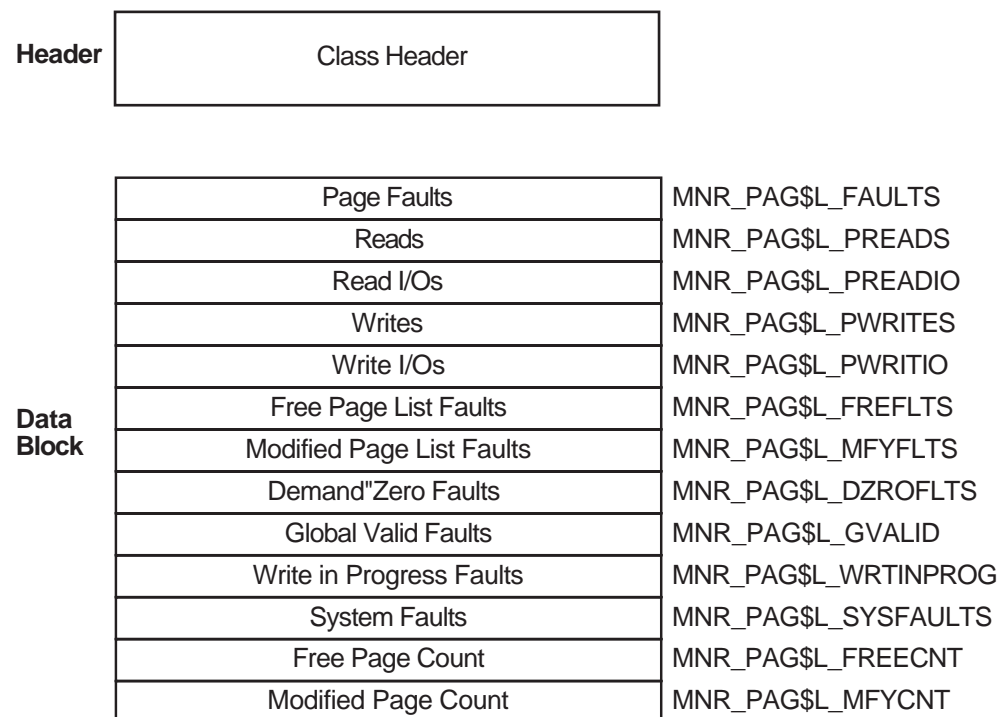 Header Class Header
Page Faults MNR_PAG$L_FAULTS
Reads MNR_PAG$L_PREADS
Read I/Os MNR_PAG$L_PREADIO
Writes MNR_PAG$L_PWRITES
Write I/Os MNR_PAG$L_PWRITIO
Data
Block
Free Page List Faults MNR_PAG$L_FREFLTS
Modified Page List Faults MNR_PAG$L_MFYFLTS
Demand"Zero Faults MNR_PAG$L_DZROFLTS
Global Valid Faults MNR_PAG$L_GVALID
Write in Progress Faults MNR_PAG$L_WRTINPROG
System Faults MNR_PAG$L_SYSFAULTS
Free Page Count MNR_PAG$L_FREECNT
Modified Page Count MNR_PAG$L_MFYCNT